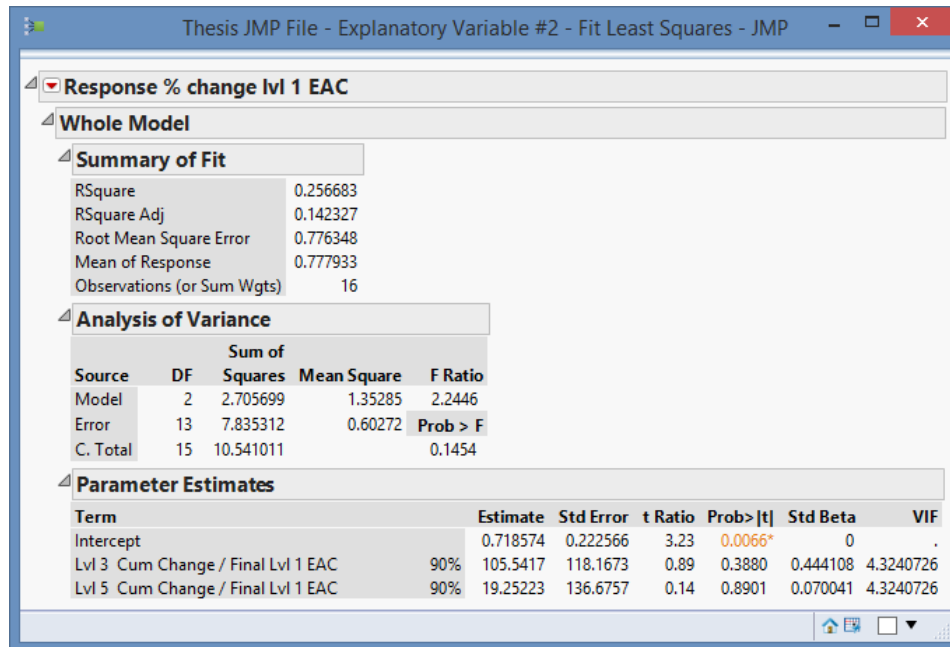 Thesis JMP File - Explanatory Variable #2 - Fit Least Squares - JMP
Response % change lvl 1 EAC
Whole Model
Summary of Fit
RSquare 0.256683
RSquare Adj 0.142327
Root Mean Square Error 0.776348
Mean of Response 0.777933
Observations (or Sum Wgts) 16
Analysis of Variance
Sum of
Source DF Squares Mean Square F Ratio
Model 2 2.705699 1.35285 2.2446
Error 13 7.835312 0.60272 Prob > F
C. Total 15 10.541011 0.1454
Parameter Estimates
Term Estimate Std Error t Ratio Prob>|t| Std Beta VIF
Intercept 0.718574 0.222566 3.23 0.0066* 0 .
Lvl 3 Cum Change / Final Lvl 1 EAC 90% 105.5417 118.1673 0.89 0.3880 0.444108 4.3240726
Lvl 5 Cum Change / Final Lvl 1 EAC 90% 19.25223 136.6757 0.14 0.8901 0.070041 4.3240726